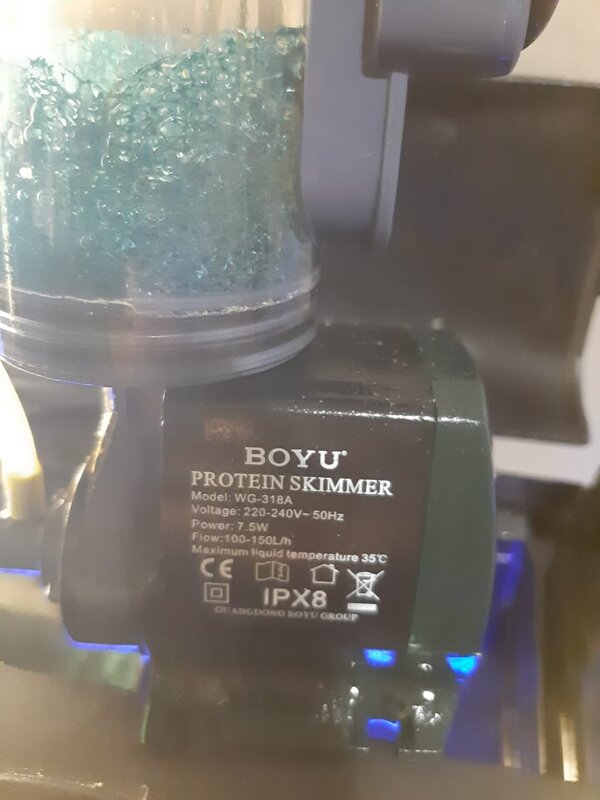 BOYU
PROTEIN SKIMMER
Model: WG-318A
Voltage: 220-240V~ 50Hz
Power: 7.5W
Flow:100-150L/h
Maximum liquid temperature 35℃
CE
IPX8
GUANGDONG BOYU GROUP